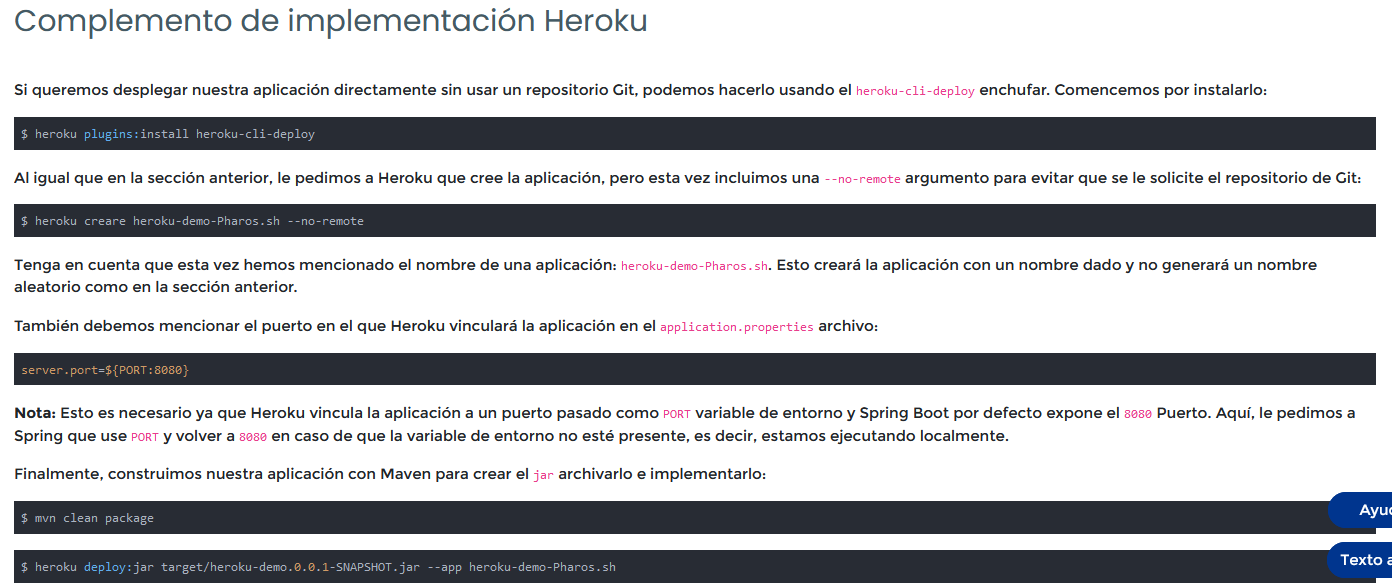 Complemento de implementación Heroku
Si queremos desplegar nuestra aplicación directamente sin usar un repositorio Git, podemos hacerlo usando el heroku-cli-deploy enchufar. Comencemos por instalarlo:
$ heroku plugins:install heroku-cli-deploy
Al igual que en la sección anterior, le pedimos a Heroku que cree la aplicación, pero esta vez incluimos una --no-remote argumento para evitar que se le solicite el repositorio de Git:
$ heroku creare heroku-demo-Pharos.sh --no-remote
Tenga en cuenta que esta vez hemos mencionado el nombre de una aplicación: heroku-demo-Pharos.sh. Esto creará la aplicación con un nombre dado y no generará un nombre
aleatorio como en la sección anterior.
También debemos mencionar el puerto en el que Heroku vinculará la aplicación en el application.properties archivo:
server.port=${PORT:8080}
Nota: Esto es necesario ya que Heroku vincula la aplicación a un puerto pasado como PORT variable de entorno y Spring Boot por defecto expone el 8080 Puerto. Aquí, le pedimos a
Spring que use PORT y volver a 8080 en caso de que la variable de entorno no esté presente, es decir, estamos ejecutando localmente.
Finalmente, construimos nuestra aplicación con Maven para crear el jar archivarlo e implementarlo:
$ mvn clean package
$ heroku deploy:jar target/heroku-demo.0.0.1-SNAPSHOT.jar --app heroku-demo-Pharos.sh
Texto a